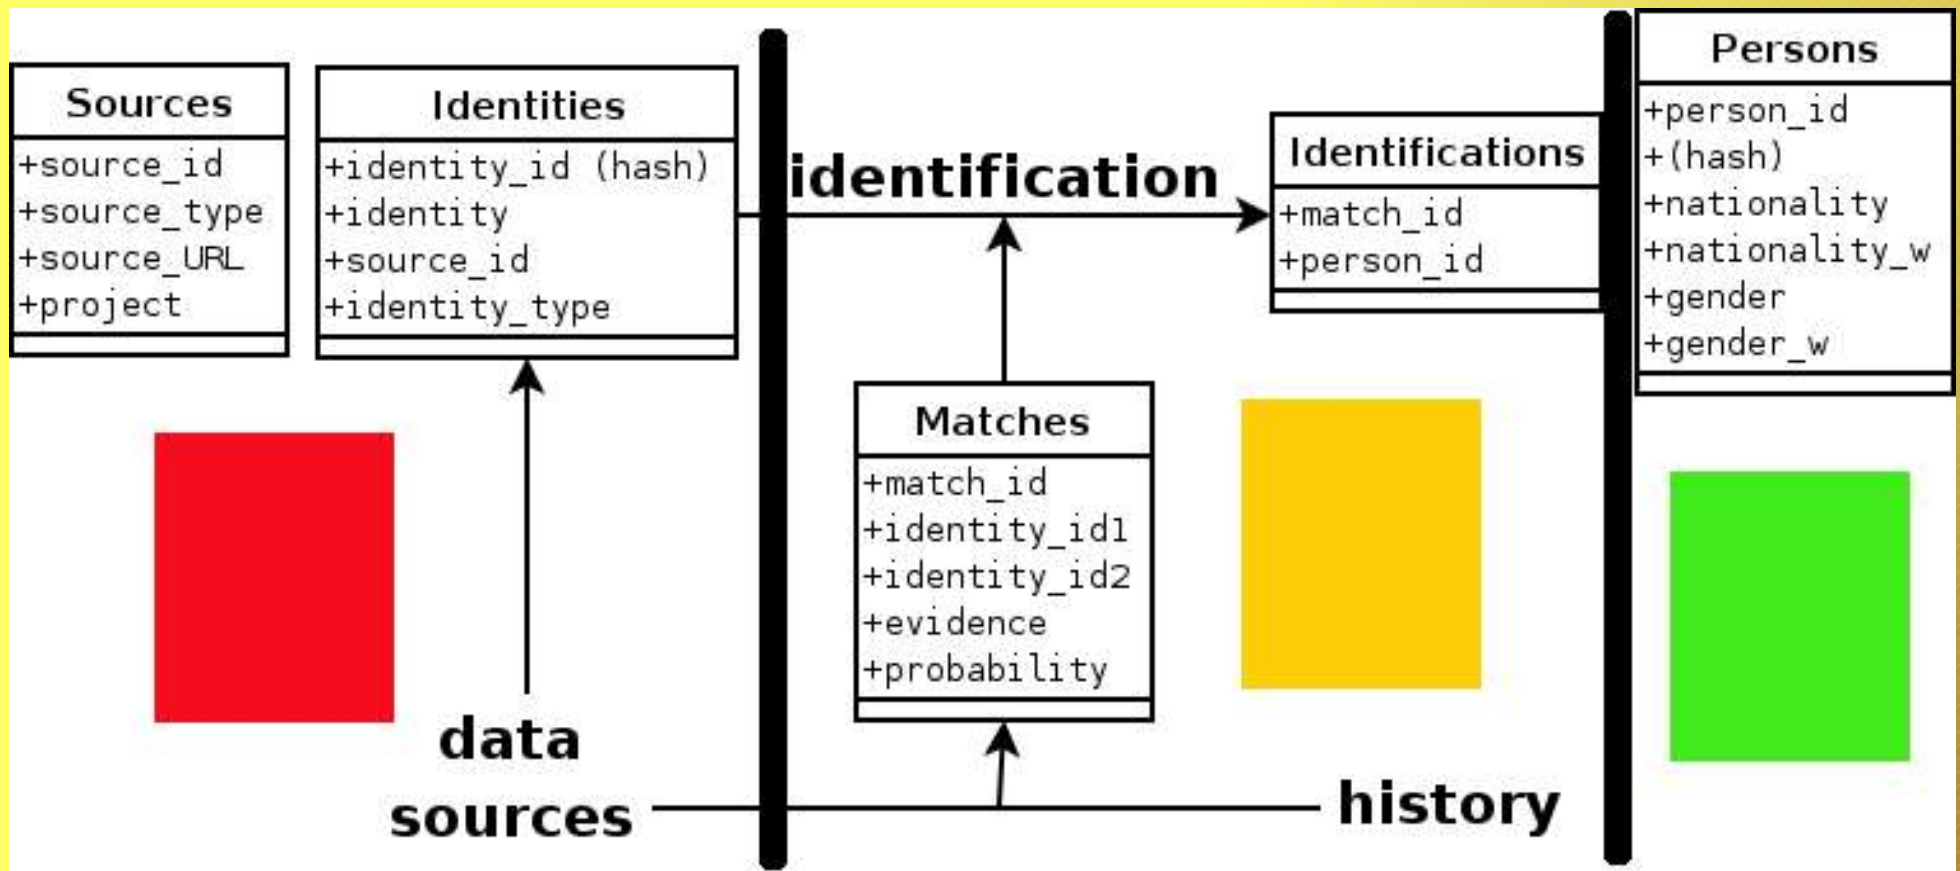 Sources
+source_id
+source_type
+source_URL
+project
Identities
+identity_id (hash)
+identity
+source_id
+identity_type
identification
Identifications
+match_id
+person_id
Persons
+person_id
+(hash)
+nationality
+nationality_w
+gender
+gender_w
Matches
+match_id
+identity_id1
+identity_id2
+evidence
+probability
data
sources
history